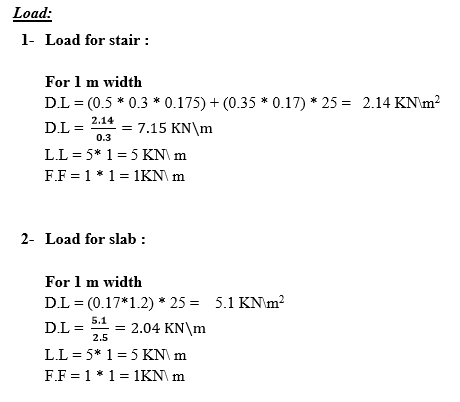 Load:
1- Load for stair :
For 1 m width
D.L = (0.5 * 0.3 * 0.175) + (0.35 * 0.17) * 25 = 2.14 KN\m²
D.L = 2.14/0.3 = 7.15 KN\m
L.L = 5* 1 = 5 KN\ m
F.F = 1 * 1 = 1KN\ m
2- Load for slab :
For 1 m width
D.L = (0.17*1.2) * 25 = 5.1 KN\m²
D.L = 5.1/2.5 = 2.04 KN\m
L.L = 5* 1 = 5 KN\ m
F.F = 1 * 1 = 1KN\ m